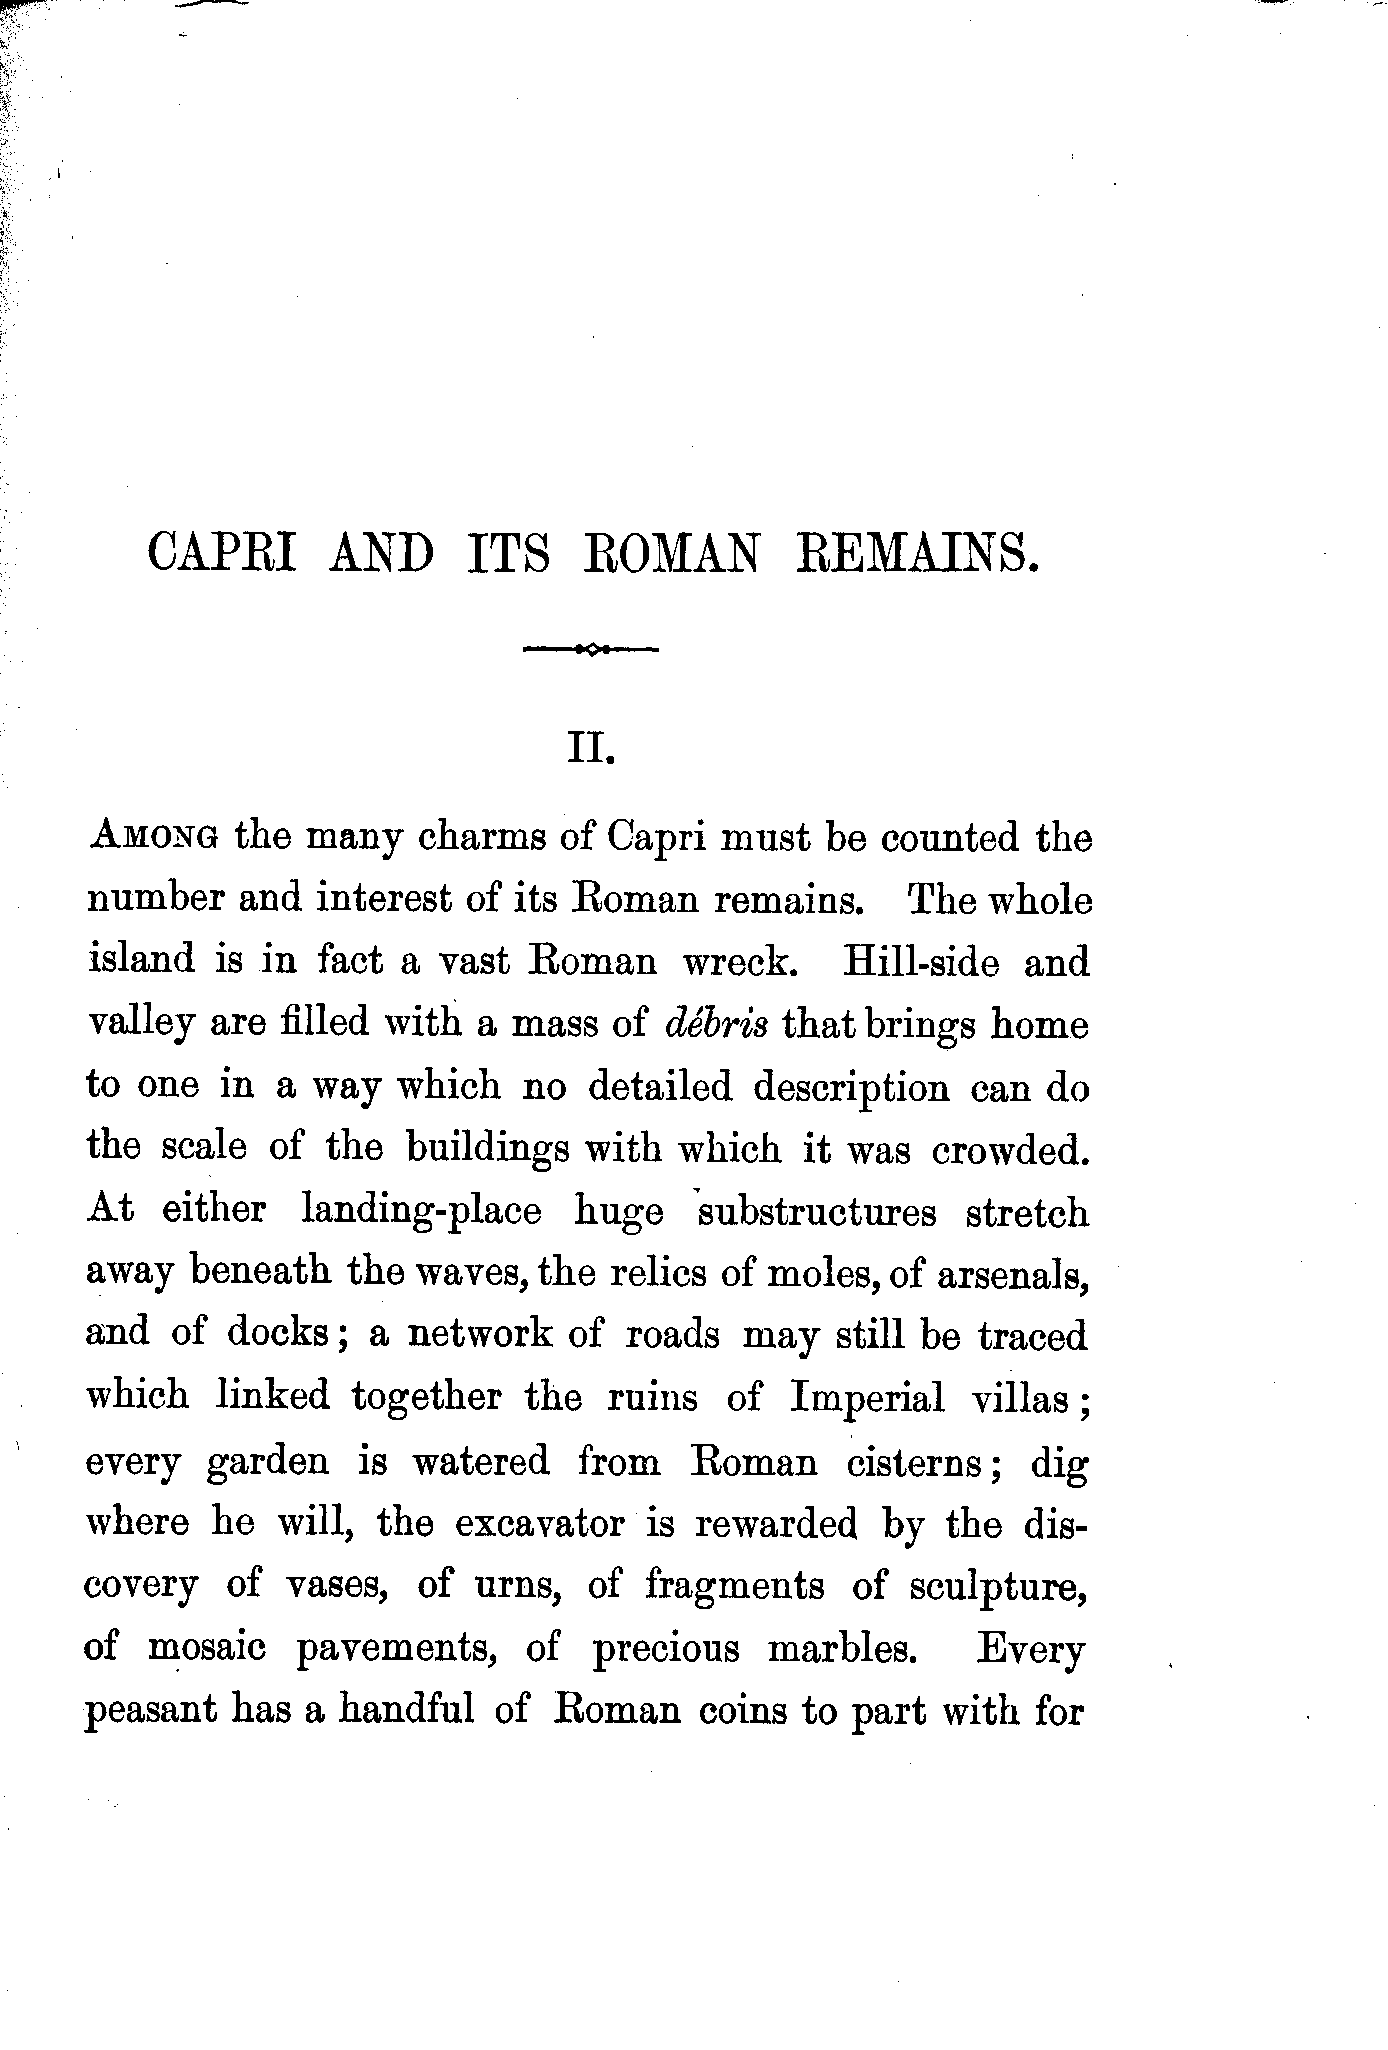 CAPRI AND ITS ROMAN REMAINS.
II.
AMONG the many charms of Capri must be counted the
number and interest of its Roman remains. The whole
island is in fact a vast Roman wreck. Hill-side and
valley are filled with a mass of débris that brings home
to one in a way which no detailed description can do
the scale of the buildings with which it was crowded.
At either landing-place huge substructures stretch
away beneath the waves, the relics of moles, of arsenals,
and of docks; a network of roads may still be traced
which linked together the ruins of Imperial villas;
every garden is watered from Roman cisterns; dig
where he will, the excavator is rewarded by the dis-
covery of vases, of urns, of fragments of sculpture,
of mosaic pavements, of precious marbles. Every
peasant has a handful of Roman coins to part with for